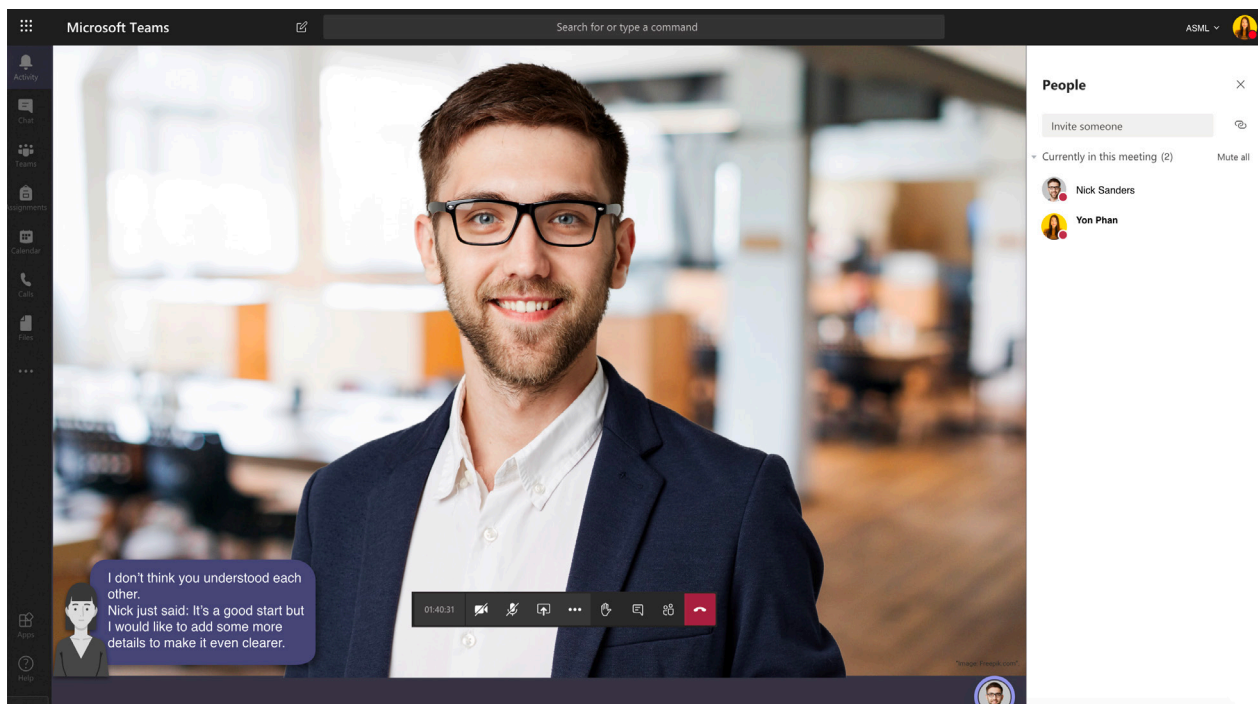 Microsoft Teams
Search for or type a command
ASML
Activity
Chat
Teams
Assignments
Calendar
Calls
Files
Apps
Help
People
Invite someone
Currently in this meeting (2)
Mute all
Nick Sanders
Yon Phan
I don't think you understood each
other.
Nick just said: It's a good start but
I would like to add some more
details to make it even clearer.
01:40:31
"Image:Freepik.com"